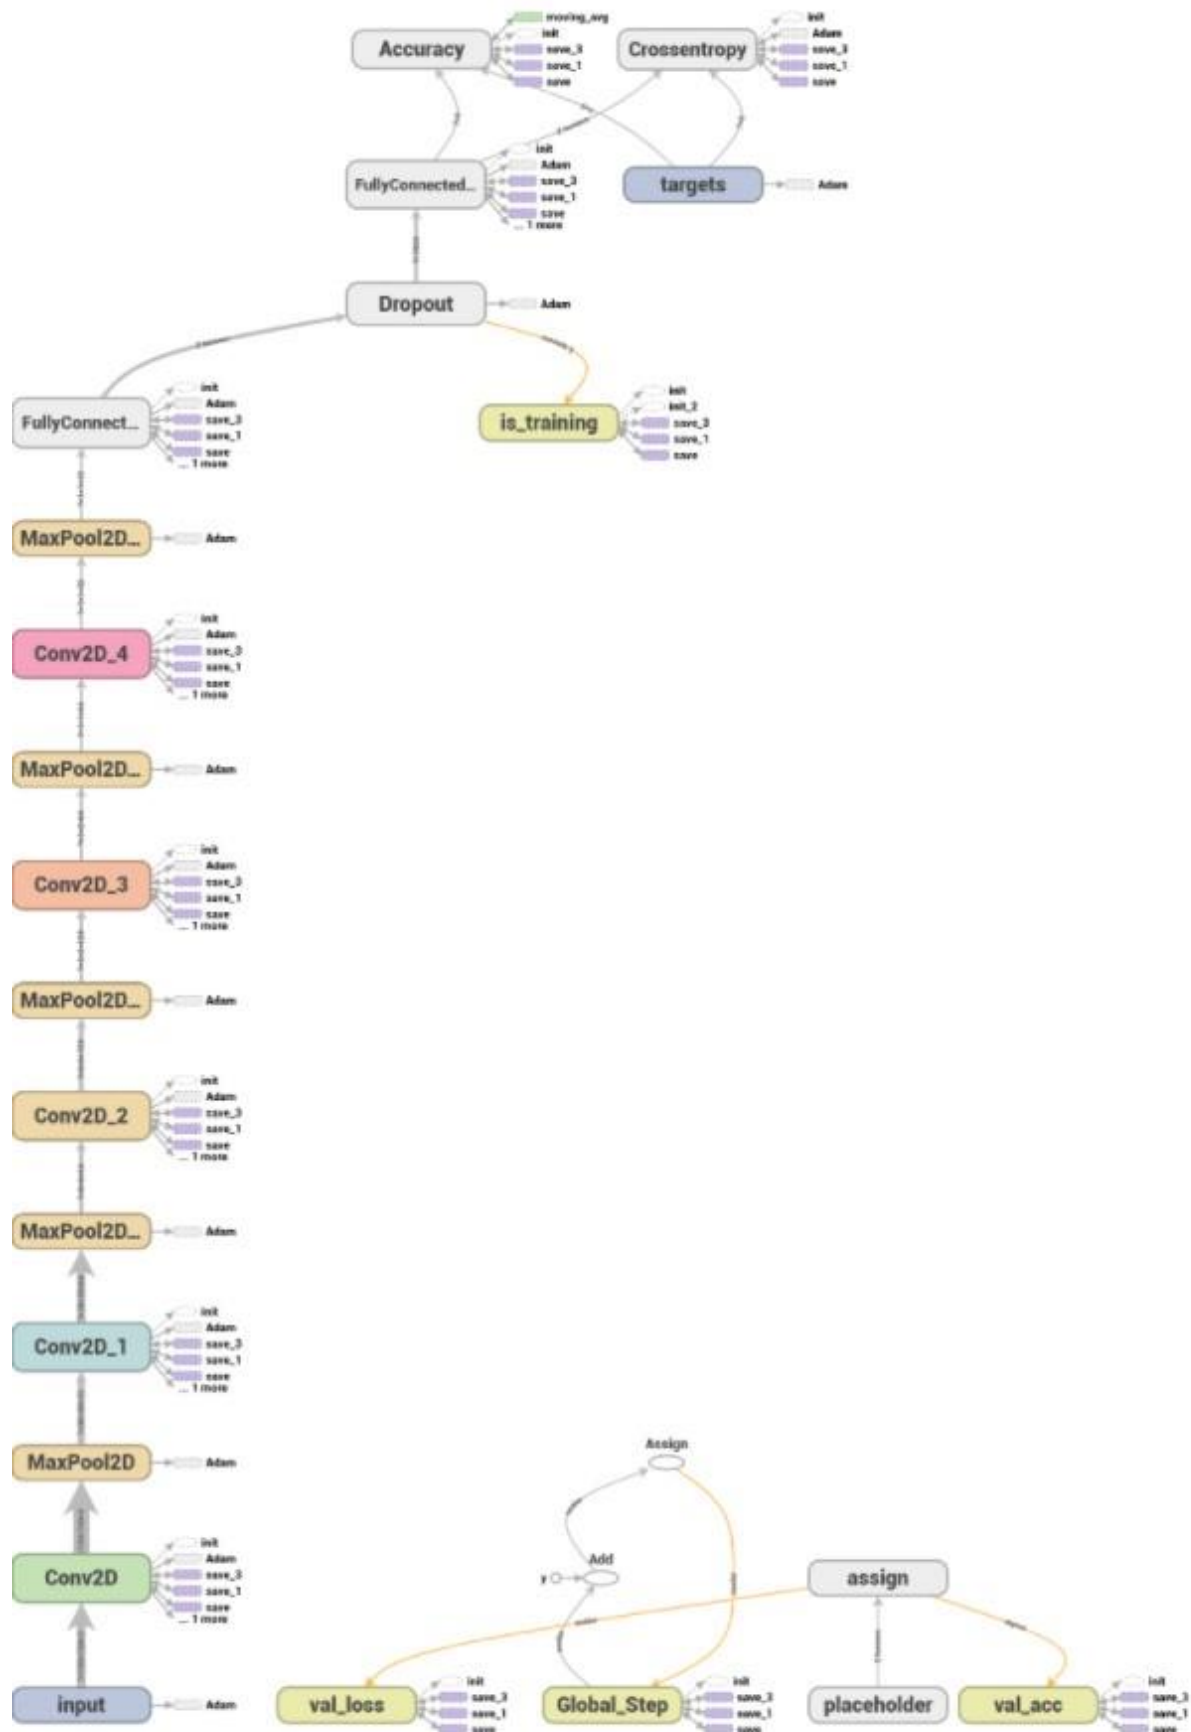 moving_avg
init
save_3
save_1
save
Accuracy
init
Adam
save_3
save_1
save
Crossentropy
init
Adam
save_3
save_1
save
1 more
FullyConnected...
targets
Adam
Dropout
Adam
init
Adam
save_3
save_1
save
1 more
FullyConnect...
init
init_2
save_3
save_1
save
is_training
MaxPool2D...
Adam
init
Adam
save_3
save_1
save
1 more
Conv2D_4
MaxPool2D...
Adam
init
Adam
save_3
save_1
save
1 more
Conv2D_3
MaxPool2D...
Adam
init
Adam
save_3
save_1
save
1 more
Conv2D_2
MaxPool2D...
Adam
init
Adam
save_3
save_1
save
1 more
Conv2D_1
MaxPool2D
Adam
Assign
init
Adam
save_3
save_1
save
1 more
Conv2D
Add
y
assign
input
Adam
val_loss
init
save_3
save_1
save
Global_Step
init
save_3
save_1
save
placeholder
val_acc
init
save_3
save_1
save